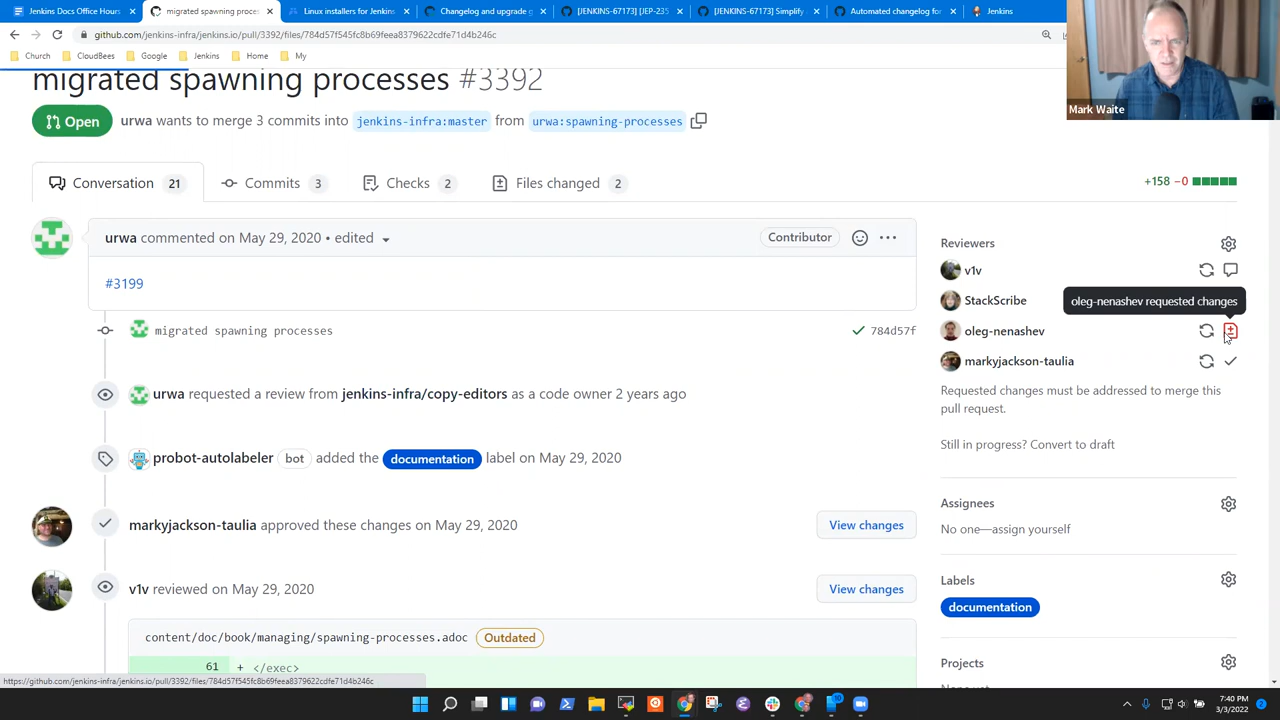 Jenkins Docs Office Hours
migrated spawning proces
Linux installers for Jenkins
Changelog and upgrade g
[JENKINS-67173] [JEP-235
[JENKINS-67173] Simplify
Automated changelog for
Jenkins
github.com/jenkins-infra/jenkins.io/pull/3392/files/784d57f545fc8b69feea8379622cdfe71d4b246c
Church
CloudBees
Google
Jenkins
Home
My
Mark Waite
migrated spawning processes #3392
Open
urwa wants to merge 3 commits into jenkins-infra:master from urwa:spawning-processes
Conversation 21
Commits 3
Checks 2
Files changed 2
+158 −0
urwa commented on May 29, 2020 • edited
Contributor
#3199
migrated spawning processes
784d57f
urwa requested a review from jenkins-infra/copy-editors as a code owner 2 years ago
probot-autolabeler bot added the documentation label on May 29, 2020
markyjackson-taulia approved these changes on May 29, 2020
View changes
v1v reviewed on May 29, 2020
View changes
content/doc/book/managing/spawning-processes.adoc Outdated
61 + </exec>
Reviewers
v1v
StackScribe
oleg-nenashev requested changes
oleg-nenashev
markyjackson-taulia
Requested changes must be addressed to merge this
pull request.
Still in progress? Convert to draft
Assignees
No one—assign yourself
Labels
documentation
Projects
https://github.com/jenkins-infra/jenkins.io/pull/3392/files/784d57f545fc8b69feea8379622cdfe71d4b246c
7:40 PM
3/3/2022